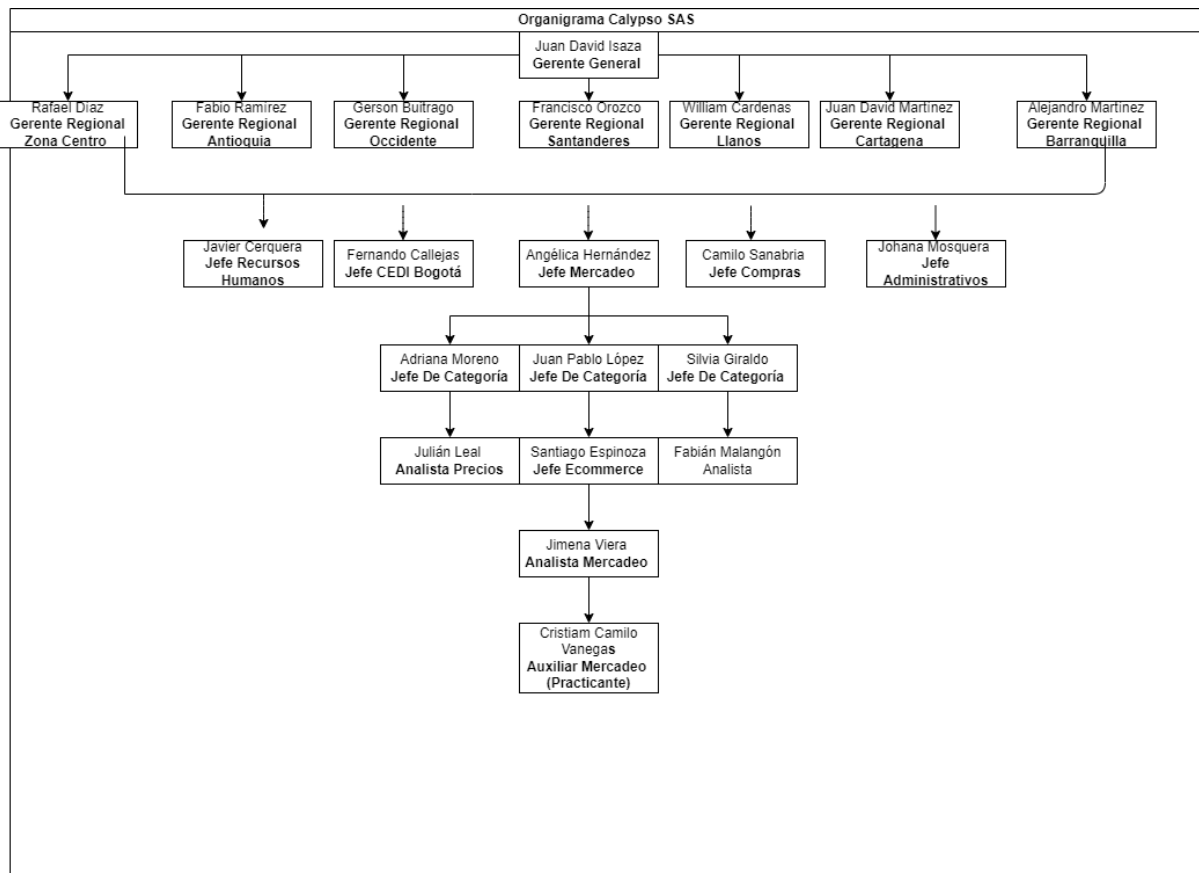 Organigrama Calypso SAS
Juan David Isaza
Gerente General
Rafael Diaz
Gerente Regional
Zona Centro
Fabio Ramirez
Gerente Regional
Antioquia
Gerson Buitrago
Gerente Regional
Occidente
Francisco Orozco
Gerente Regional
Santanderes
William Cardenas
Gerente Regional
Llanos
Juan David Martinez
Gerente Regional
Cartagena
Alejandro Martinez
Gerente Regional
Barranquilla
Javier Cerquera
Jefe Recursos
Humanos
Fernando Callejas
Jefe CEDI Bogotá
Angélica Hernández
Jefe Mercadeo
Camilo Sanabria
Jefe Compras
Johana Mosquera
Jefe
Administrativos
Adriana Moreno
Jefe De Categoría
Juan Pablo López
Jefe De Categoría
Silvia Giraldo
Jefe De Categoría
Julián Leal
Analista Precios
Santiago Espinoza
Jefe Ecommerce
Fabián Malangón
Analista
Jimena Viera
Analista Mercadeo
Cristiam Camilo
Vanegas
Auxiliar Mercadeo
(Practicante)